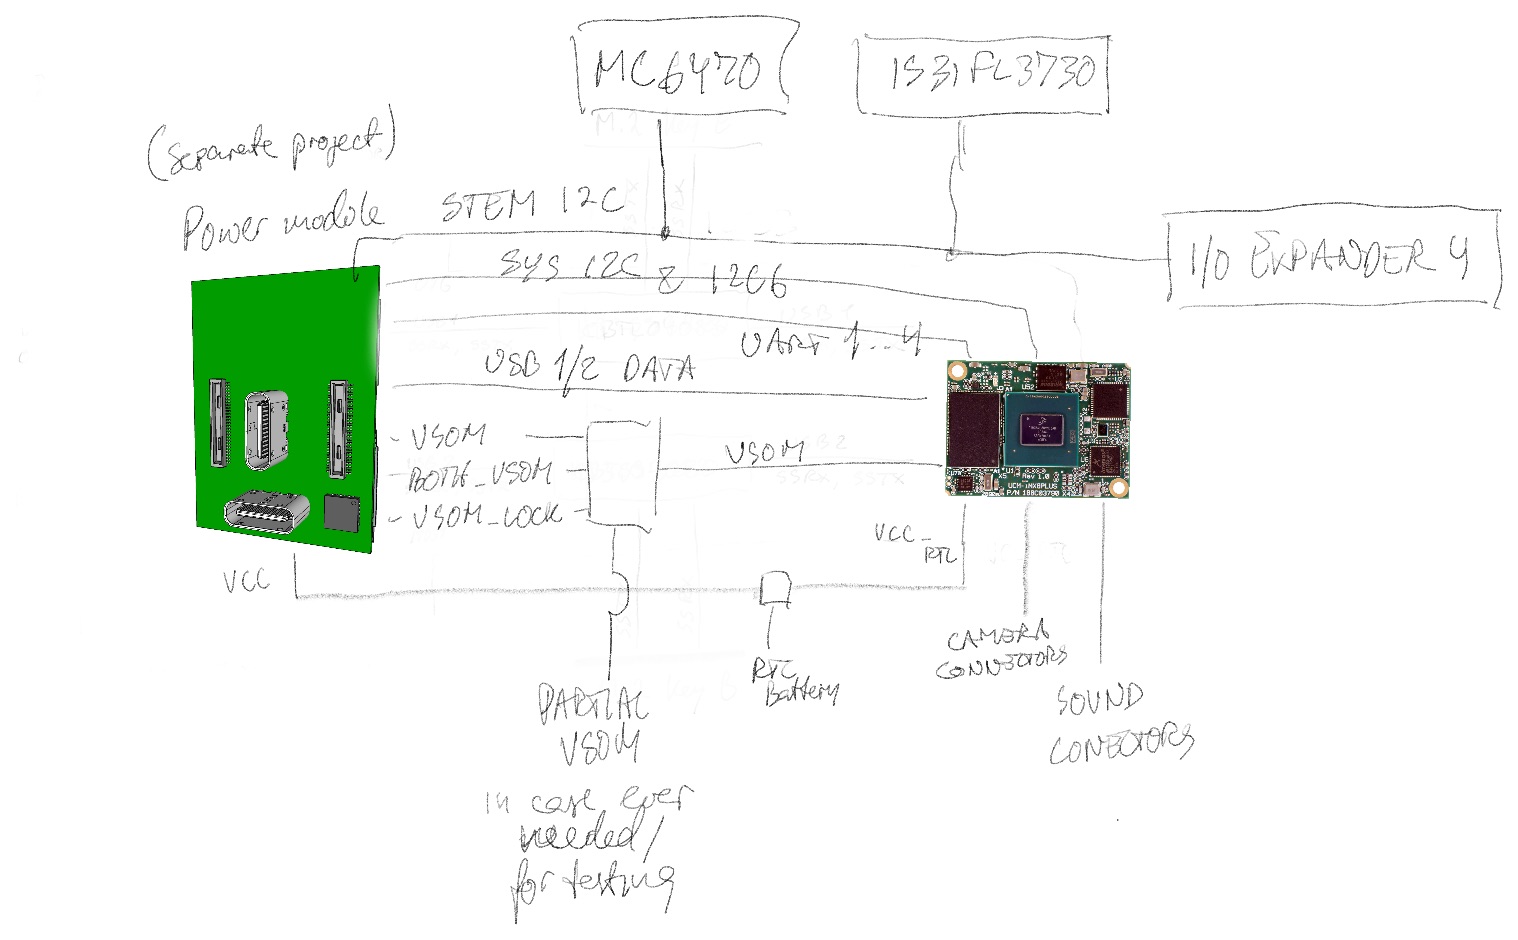 MC6470
IS31FL3730
(Separate project)
Power module
STEM I2C
SYS I2C & I2C6
I/O EXPANDER 4
UART 1...4
USB 1/2 DATA
VSOM
BOTH_VSOM
VSOM_LOCK
VSOM
UCM-iMX8PLUS
Rev 1.0
VCC_
RTC
VCC
CAMERA
CONNECTORS
RTC
Battery
SOUND
CONECTORS
PARTIAL
VSOM
in case ever
needed/
for testing